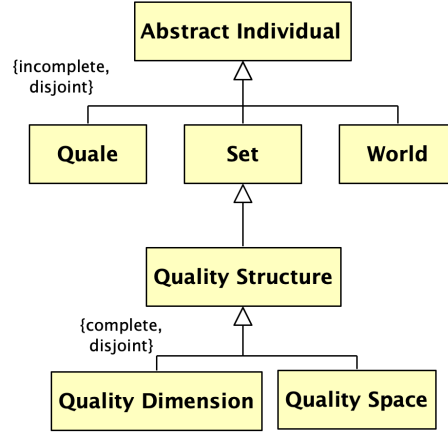 Abstract Individual
{incomplete,
disjoint}
Quale
Set
World
Quality Structure
{complete,
disjoint}
Quality Dimension
Quality Space